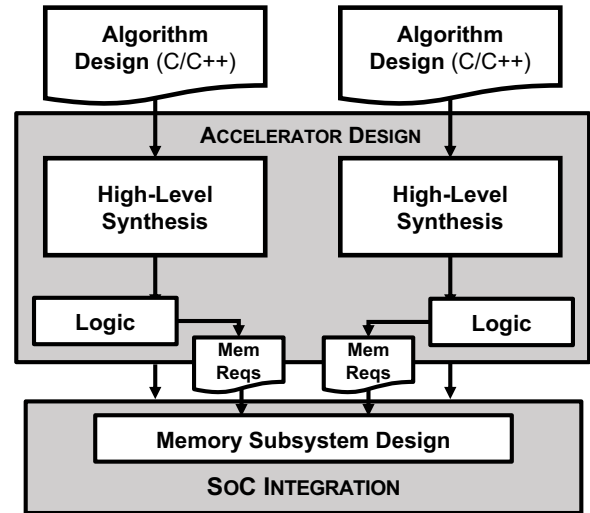 Algorithm
Design (C/C++)
Algorithm
Design (C/C++)
ACCELERATOR DESIGN
High-Level
Synthesis
High-Level
Synthesis
Logic
Logic
Mem
Reqs
Mem
Reqs
Memory Subsystem Design
SOC INTEGRATION